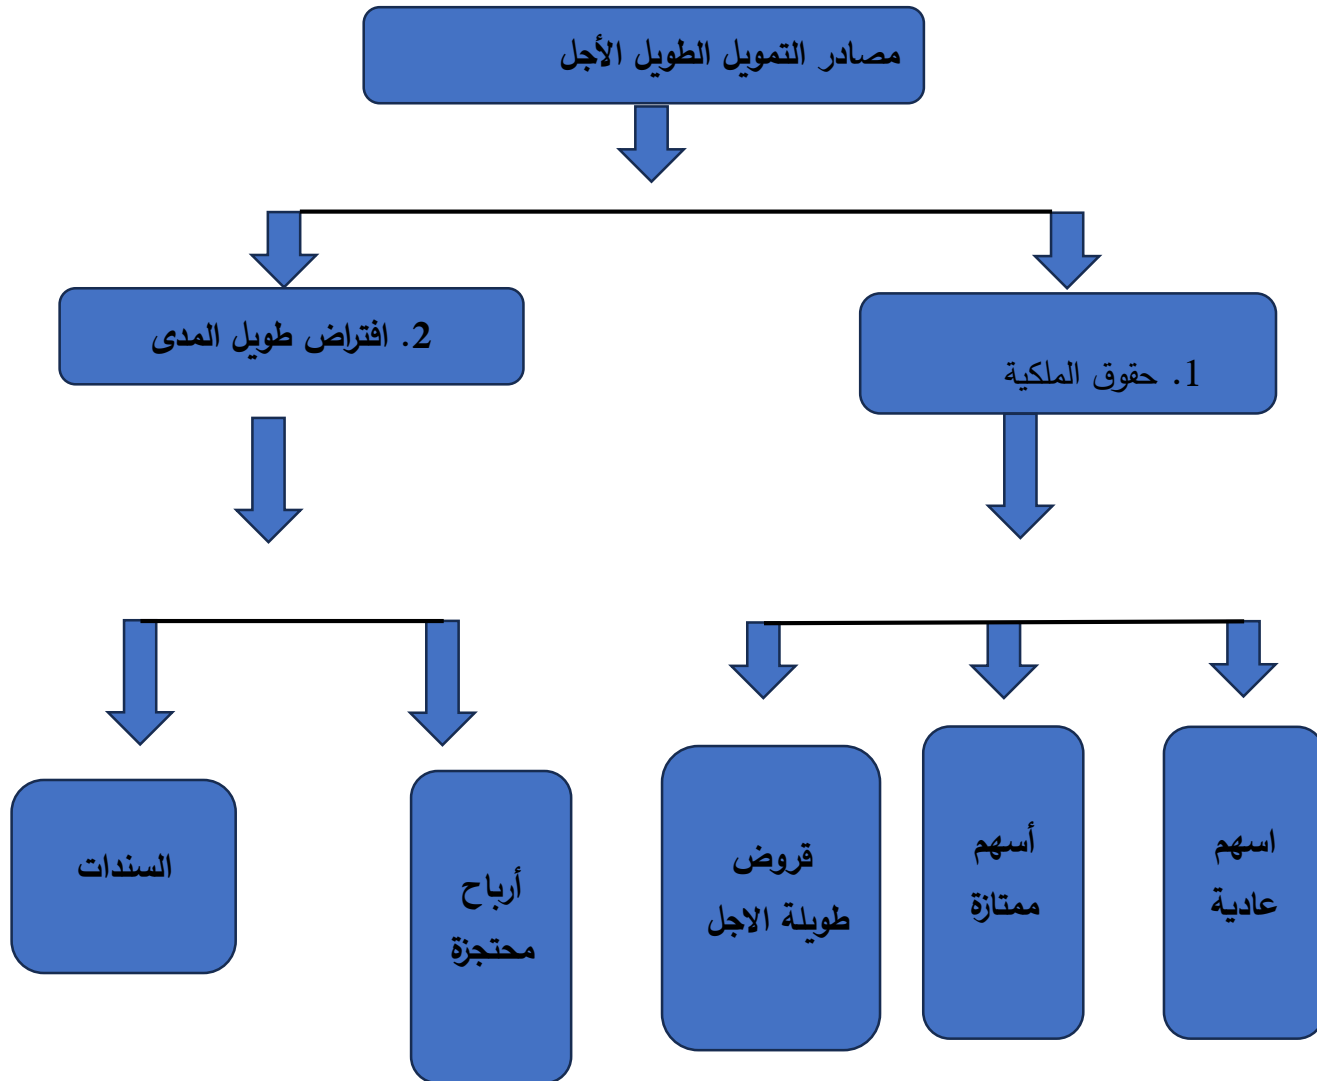 مصادر التمويل الطويل الأجل
1. حقوق الملكية
2. افتراض طويل المدى
اسهم
عادية
أسهم
ممتازة
قروض
طويلة الاجل
أرباح
محتجزة
السندات